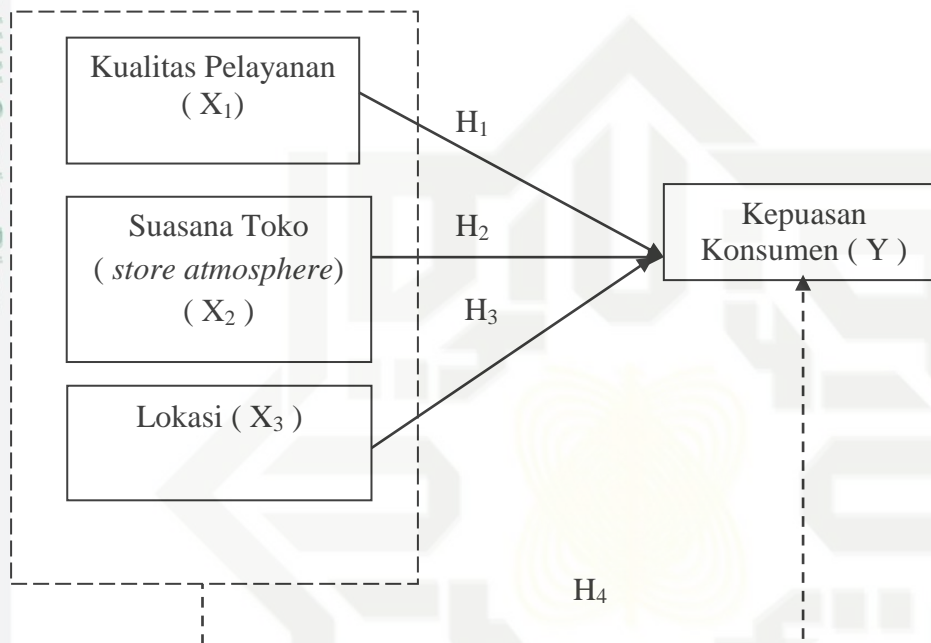 Kualitas Pelayanan
( X₁)
H₁
Suasana Toko
( store atmosphere)
( X₂ )
H₂
Kepuasan
Konsumen ( Y )
H₃
Lokasi ( X₃ )
H₄